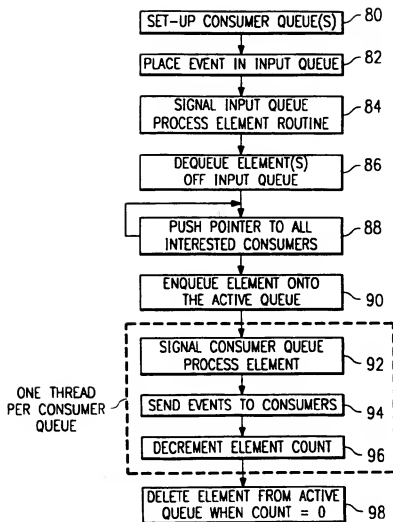 SET-UP CONSUMER QUEUE(S)
80
PLACE EVENT IN INPUT QUEUE
82
SIGNAL INPUT QUEUE
PROCESS ELEMENT ROUTINE
84
DEQUEUE ELEMENT(S)
OFF INPUT QUEUE
86
PUSH POINTER TO ALL
INTERESTED CONSUMERS
88
ENQUEUE ELEMENT ONTO
THE ACTIVE QUEUE
90
ONE THREAD
PER CONSUMER
QUEUE
SIGNAL CONSUMER QUEUE
PROCESS ELEMENT
92
SEND EVENTS TO CONSUMERS
94
DECREMENT ELEMENT COUNT
96
DELETE ELEMENT FROM ACTIVE
QUEUE WHEN COUNT = 0
98